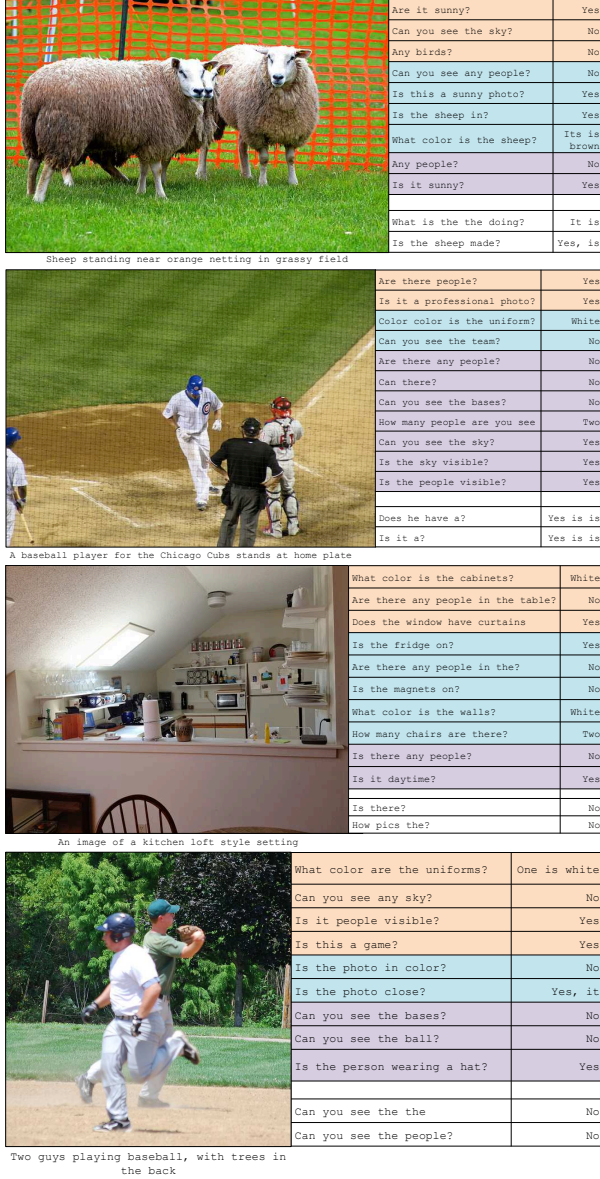 Are it sunny? Yes
Can you see the sky? No
Any birds? No
Can you see any people? No
Is this a sunny photo? Yes
Is the sheep in? Yes
What color is the sheep? Its is
brown
Any people? No
Is it sunny? Yes
What is the the doing? It is
Is the sheep made? Yes, is
Sheep standing near orange netting in grassy field
Are there people? Yes
Is it a professional photo? Yes
Color color is the uniform? White
Can you see the team? No
Are there any people? No
Can there? No
Can you see the bases? No
How many people are you see Two
Can you see the sky? Yes
Is the sky visible? Yes
Is the people visible? Yes
Does he have a? Yes is is
Is it a? Yes is is
A baseball player for the Chicago Cubs stands at home plate
What color is the cabinets? White
Are there any people in the table? No
Does the window have curtains Yes
Is the fridge on? Yes
Are there any people in the? No
Is the magnets on? No
What color is the walls? White
How many chairs are there? Two
Is there any people? No
Is it daytime? Yes
Is there? No
How pics the? No
An image of a kitchen loft style setting
What color are the uniforms? One is white
Can you see any sky? No
Is it people visible? Yes
Is this a game? Yes
Is the photo in color? No
Is the photo close? Yes, it
Can you see the bases? No
Can you see the ball? No
Is the person wearing a hat? Yes
Can you see the the No
Can you see the people? No
Two guys playing baseball, with trees in
the back